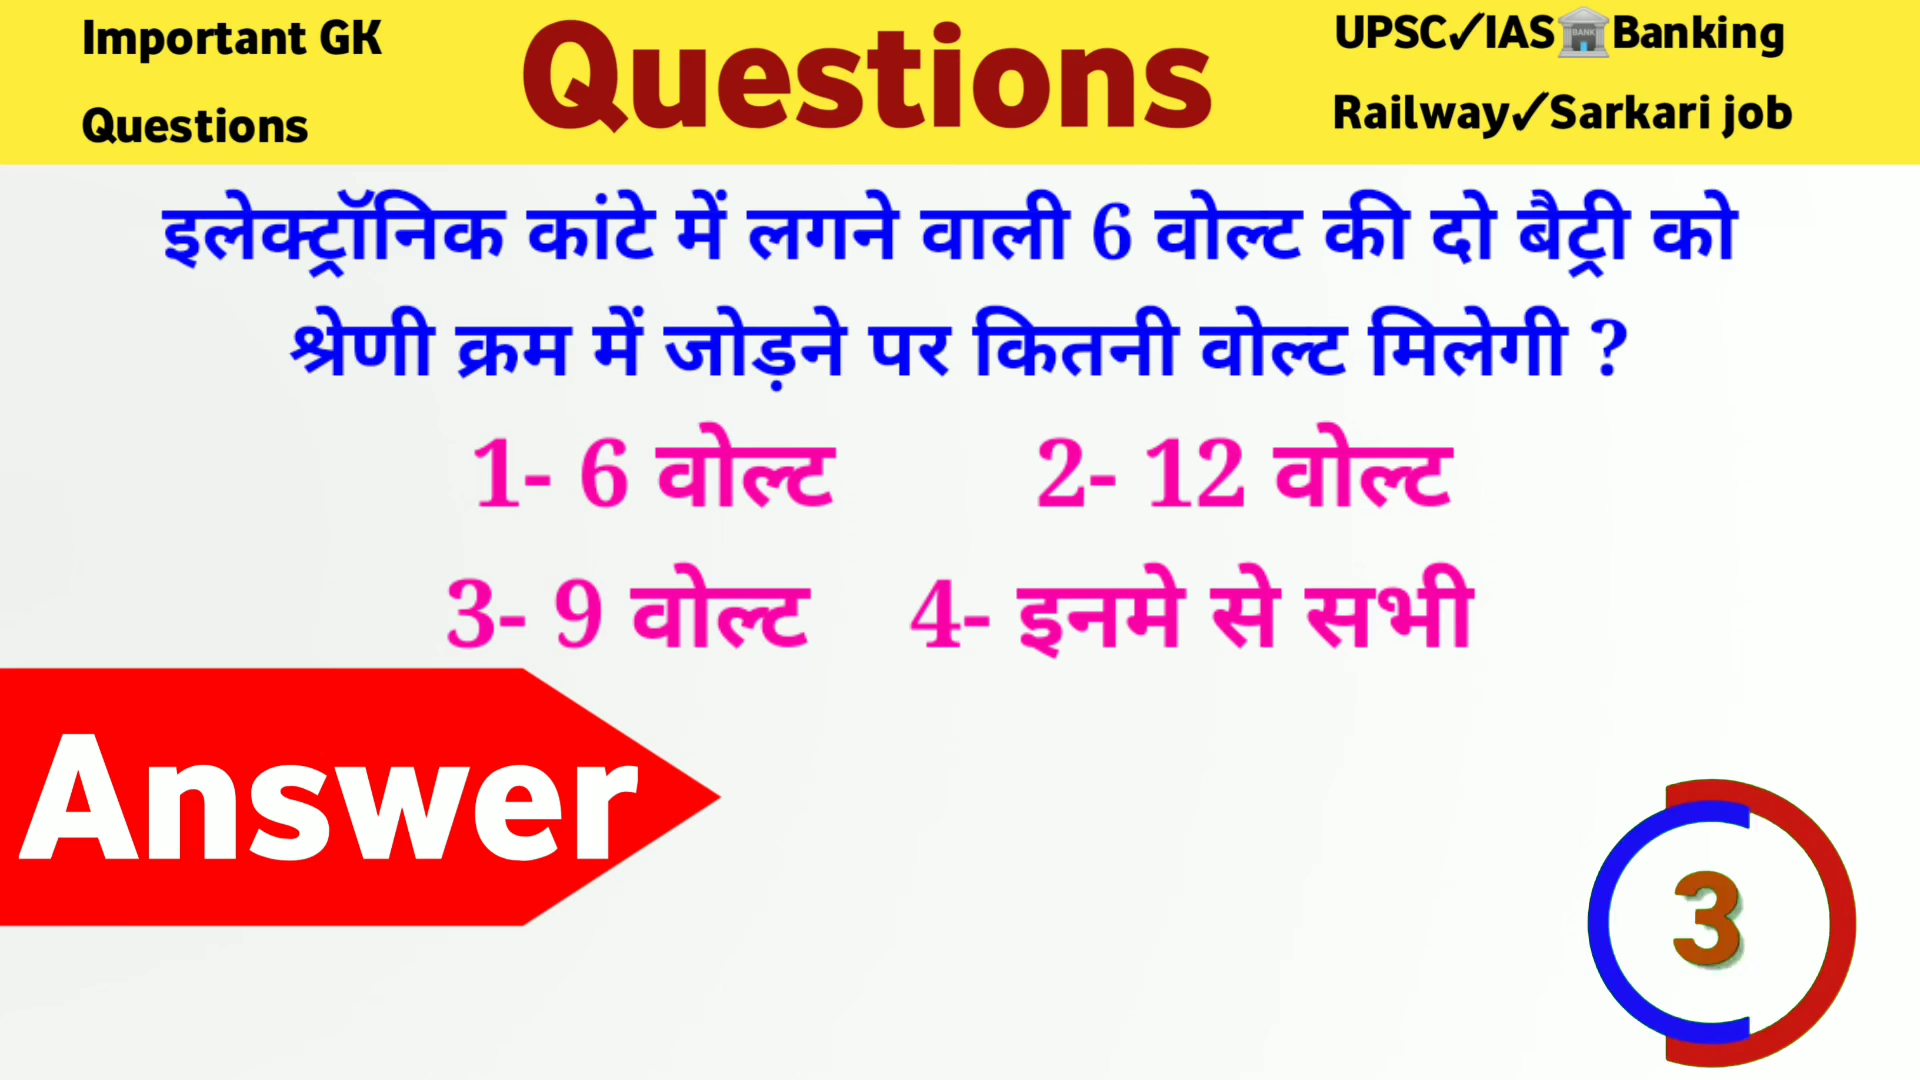 Important GK
Questions
Questions
UPSC✓IAS🏦Banking
Railway✓Sarkari job
इलेक्ट्रॉनिक कांटे में लगने वाली 6 वोल्ट की दो बैट्री को
श्रेणी क्रम में जोड़ने पर कितनी वोल्ट मिलेगी ?
1- 6 वोल्ट 2- 12 वोल्ट
3- 9 वोल्ट 4- इनमे से सभी
Answer
3